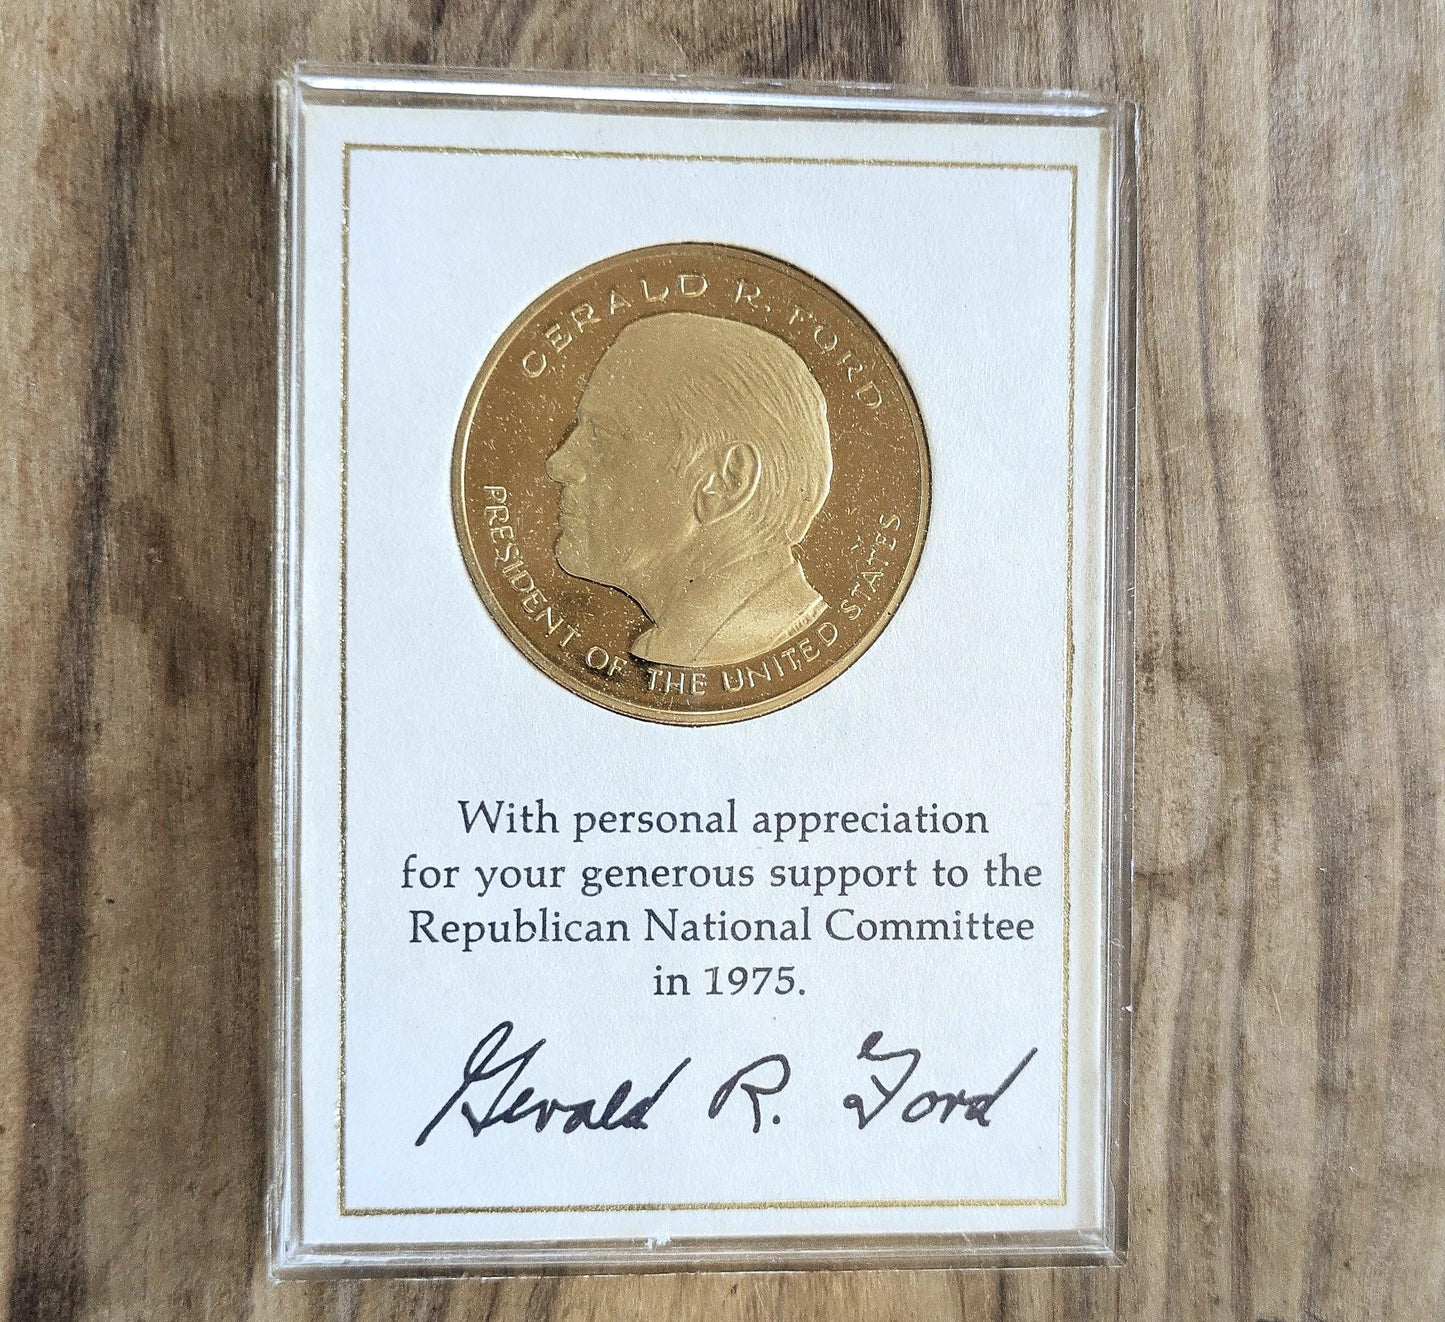 GERALD R. FORD
PRESIDENT OF THE UNITED STATES
With personal appreciation
for your generous support to the
Republican National Committee
in 1975.
Gerald R. Ford